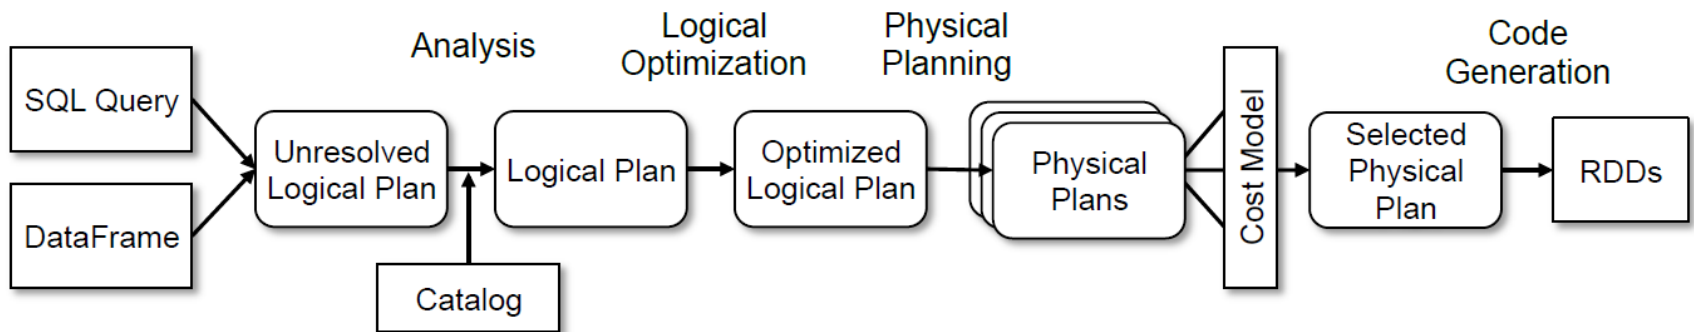 Analysis
Logical
Optimization
Physical
Planning
Code
Generation
SQL Query
DataFrame
Unresolved
Logical Plan
Catalog
Logical Plan
Optimized
Logical Plan
Physical
Plans
Cost Model
Selected
Physical
Plan
RDDs